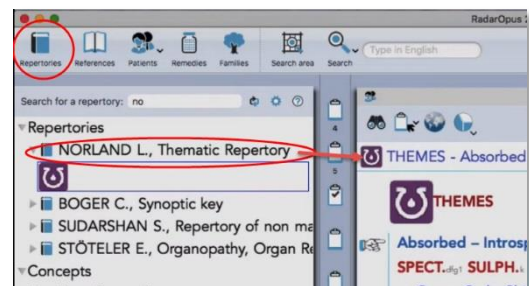 RadarOpus 2
Repertories References Patients Remedies Families Search area Search Type in English
Search for a repertory: no
Repertories
NORLAND L., Thematic Repertory
BOGER C., Synoptic key
SUDARSHAN S., Repertory of non ma
STÖTELER E., Organopathy, Organ Re
Concepts
4
5
THEMES - Absorbed
THEMES
Absorbed – Introsp
SPECT. SULPH.